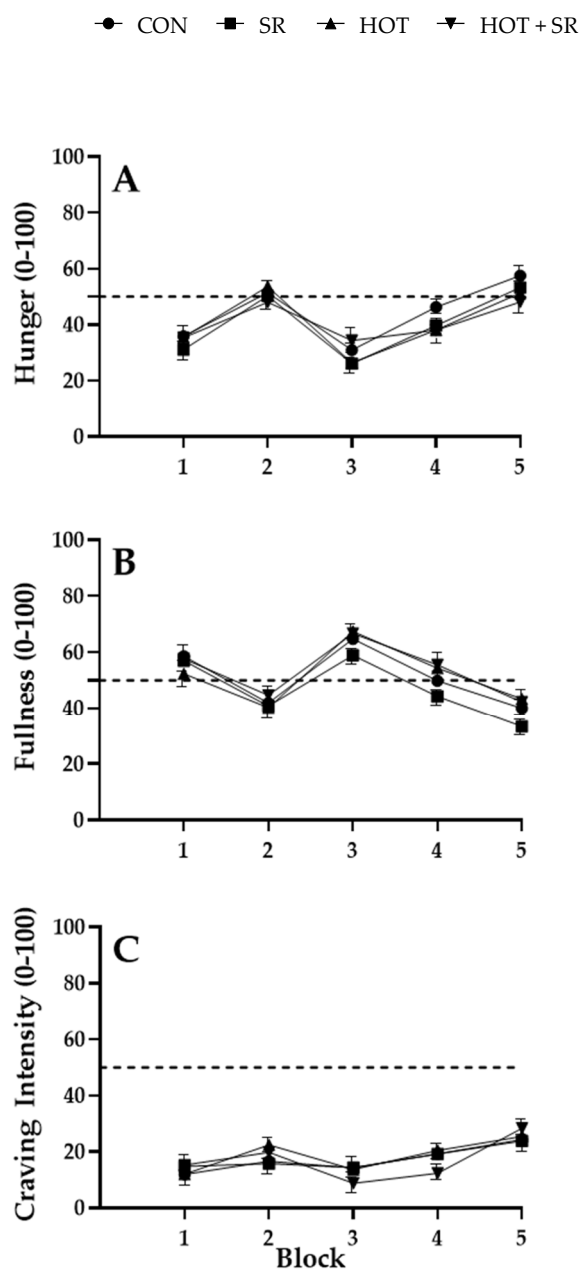 CON SR HOT HOT + SR
A
Hunger (0-100)
100
80
60
40
20
0
1 2 3 4 5
B
Fullness (0-100)
100
80
60
40
20
0
1 2 3 4 5
C
Craving Intensity (0-100)
100
80
60
40
20
0
1 2 3 4 5
Block